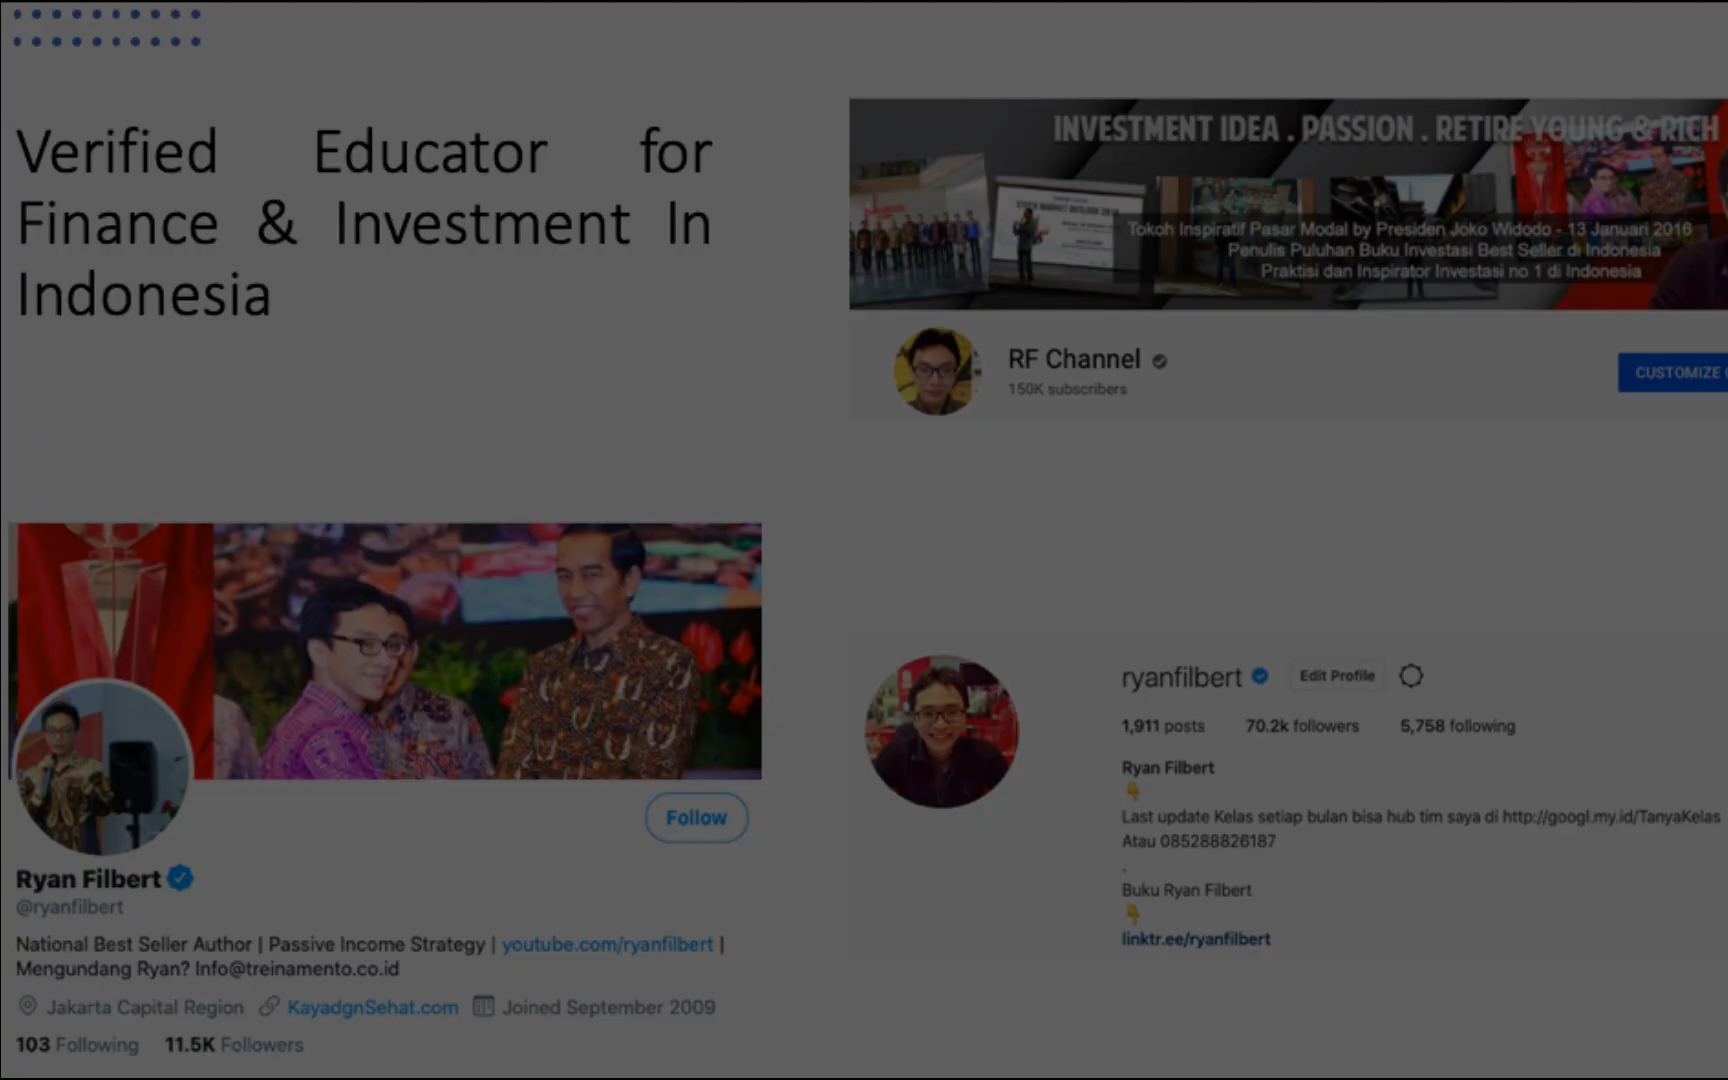 Verified Educator for
Finance & Investment In
Indonesia
INVESTMENT IDEA . PASSION . RETIRE YOUNG & RICH
STOCK MARKET OUTLOOK
Tokoh Inspiratif Pasar Modal by Presiden Joko Widodo - 13 Januari 2016
Penulis Puluhan Buku Investasi Best Seller di Indonesia
Praktisi dan Inspirator Investasi no 1 di Indonesia
RF Channel
150K subscribers
CUSTOMIZE
Follow
Ryan Filbert
@ryanfilbert
National Best Seller Author | Passive Income Strategy | youtube.com/ryanfilbert |
Mengundang Ryan? Info@treinamento.co.id
Jakarta Capital Region KayadgnSehat.com Joined September 2009
103 Following 11.5K Followers
ryanfilbert Edit Profile
1,911 posts 70.2k followers 5,758 following
Ryan Filbert
👇
Last update Kelas setiap bulan bisa hub tim saya di http://googl.my.id/TanyaKelas
Atau 085288826187
.
Buku Ryan Filbert
👇
linktr.ee/ryanfilbert